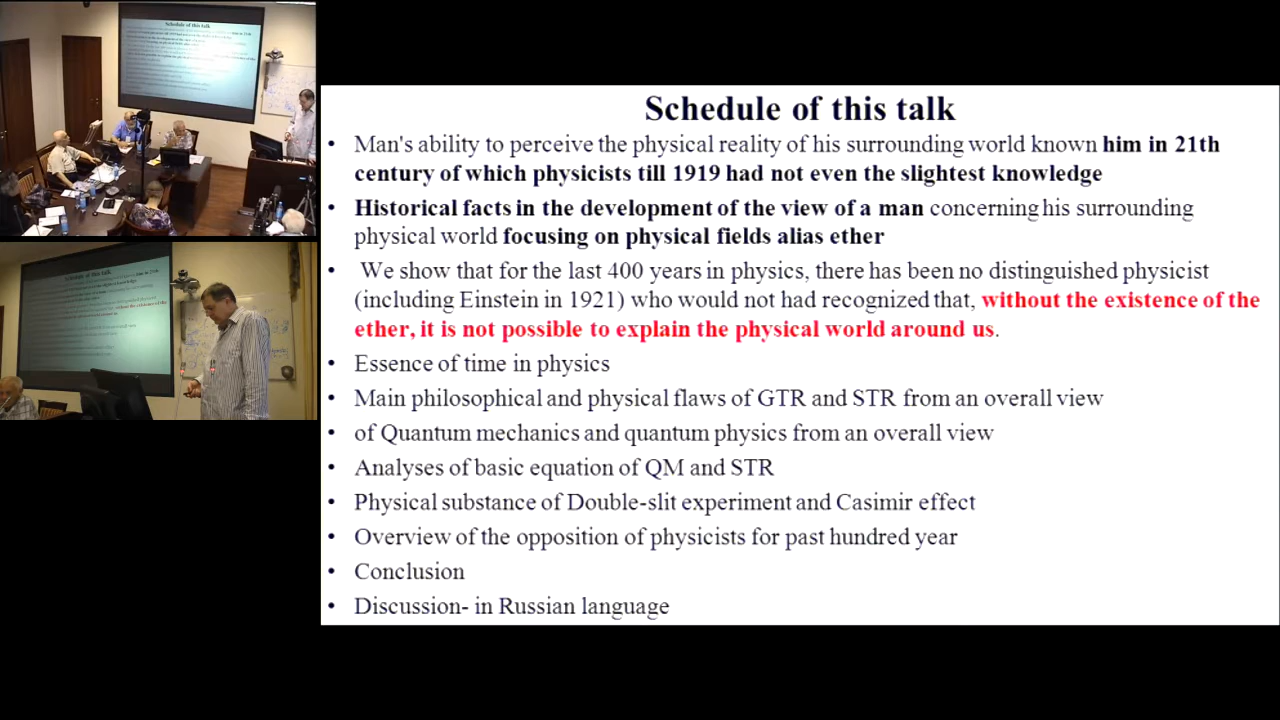 Schedule of this talk
• Man's ability to perceive the physical reality of his surrounding world known him in 21th
century of which physicists till 1919 had not even the slightest knowledge
• Historical facts in the development of the view of a man concerning his surrounding
physical world focusing on physical fields alias ether
• We show that for the last 400 years in physics, there has been no distinguished physicist
(including Einstein in 1921) who would not had recognized that, without the existence of the
ether, it is not possible to explain the physical world around us.
• Essence of time in physics
• Main philosophical and physical flaws of GTR and STR from an overall view
• of Quantum mechanics and quantum physics from an overall view
• Analyses of basic equation of QM and STR
• Physical substance of Double-slit experiment and Casimir effect
• Overview of the opposition of physicists for past hundred year
• Conclusion
• Discussion- in Russian language
Schedule of this talk
Schedule of this talk